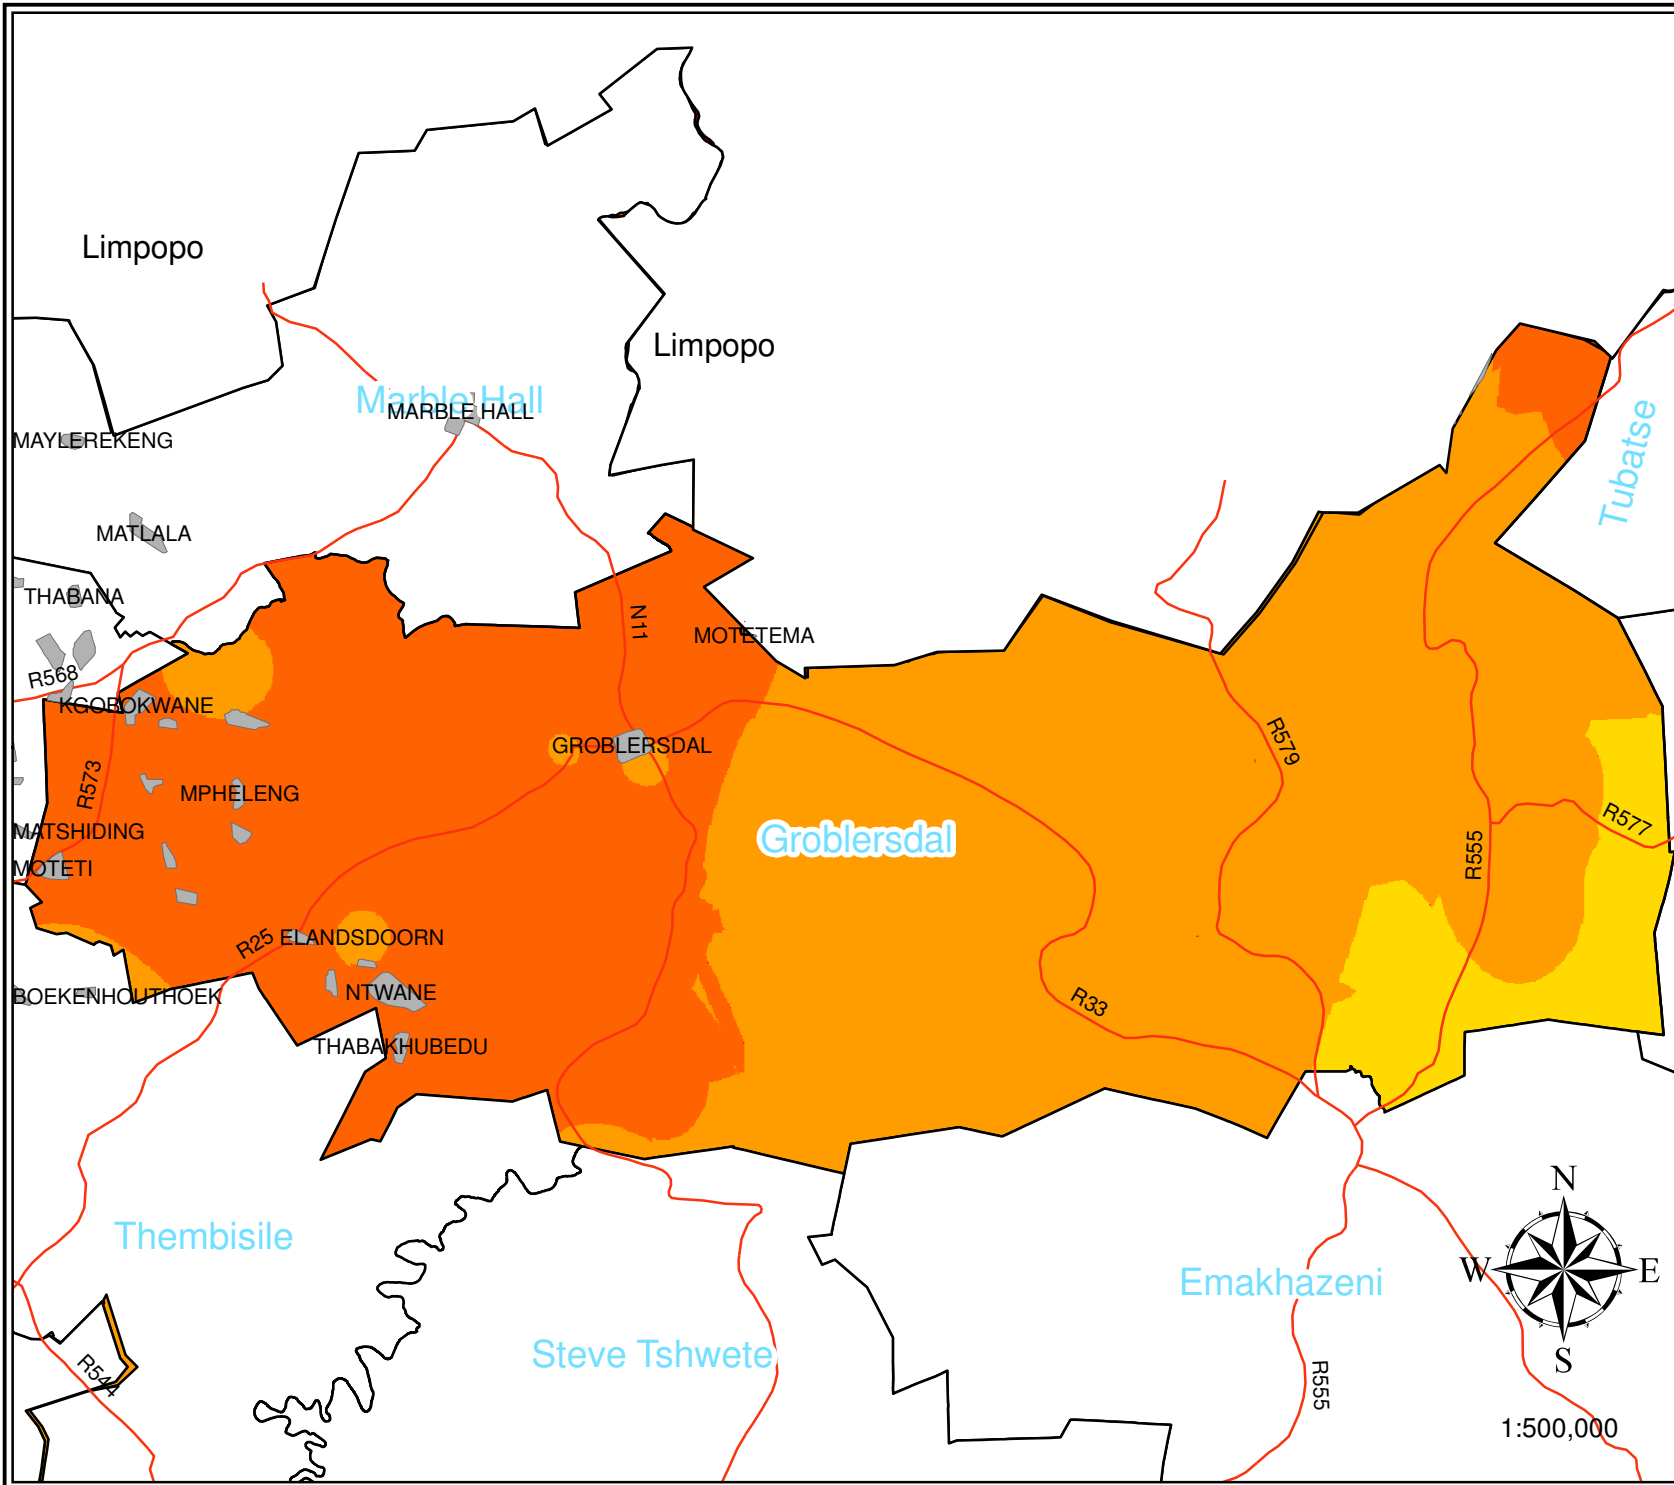 Limpopo
Limpopo
Marble Hall
MARBLE HALL
Tubatse
MAYLEREKENG
MATLALA
THABANA
N11
MOTETEMA
R568
KGOBOKWANE
R579
GROBLERSDAL
R573
MPHELENG
R577
MATSHIDING
Groblersdal
R555
MOTETI
R25
ELANDSDOORN
BOEKENHOUTHOEK
NTWANE
R33
THABAKHUBEDU
N
Thembisile
W
E
Emakhazeni
Steve Tshwete
S
R544
R555
1:500,000